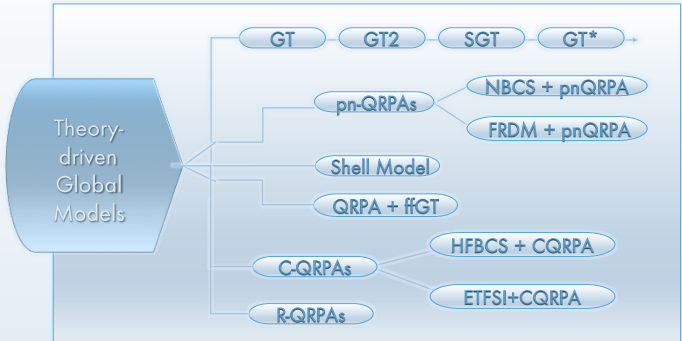 GT
GT2
SGT
GT*
Theory-
driven
Global
Models
pn-QRPAs
NBCS + pnQRPA
FRDM + pnQRPA
Shell Model
QRPA + ffGT
C-QRPAs
HFBCS + CQRPA
ETFSI+CQRPA
R-QRPAs